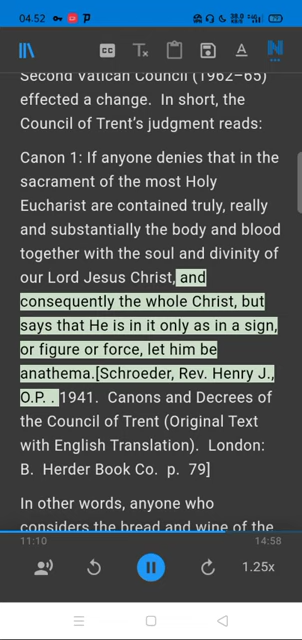 04.52
CC
Second Vatican Council (1962–65)
effected a change.  In short, the
Council of Trent's judgment reads:
Canon 1: If anyone denies that in the
sacrament of the most Holy
Eucharist are contained truly, really
and substantially the body and blood
together with the soul and divinity of
our Lord Jesus Christ, and
consequently the whole Christ, but
says that He is in it only as in a sign,
or figure or force, let him be
anathema.[Schroeder, Rev. Henry J.,
O.P. . 1941.  Canons and Decrees of
the Council of Trent (Original Text
with English Translation).  London:
B.  Herder Book Co.  p.  79]
In other words, anyone who
considers the bread and wine of the
11:10 14:58
1.25x